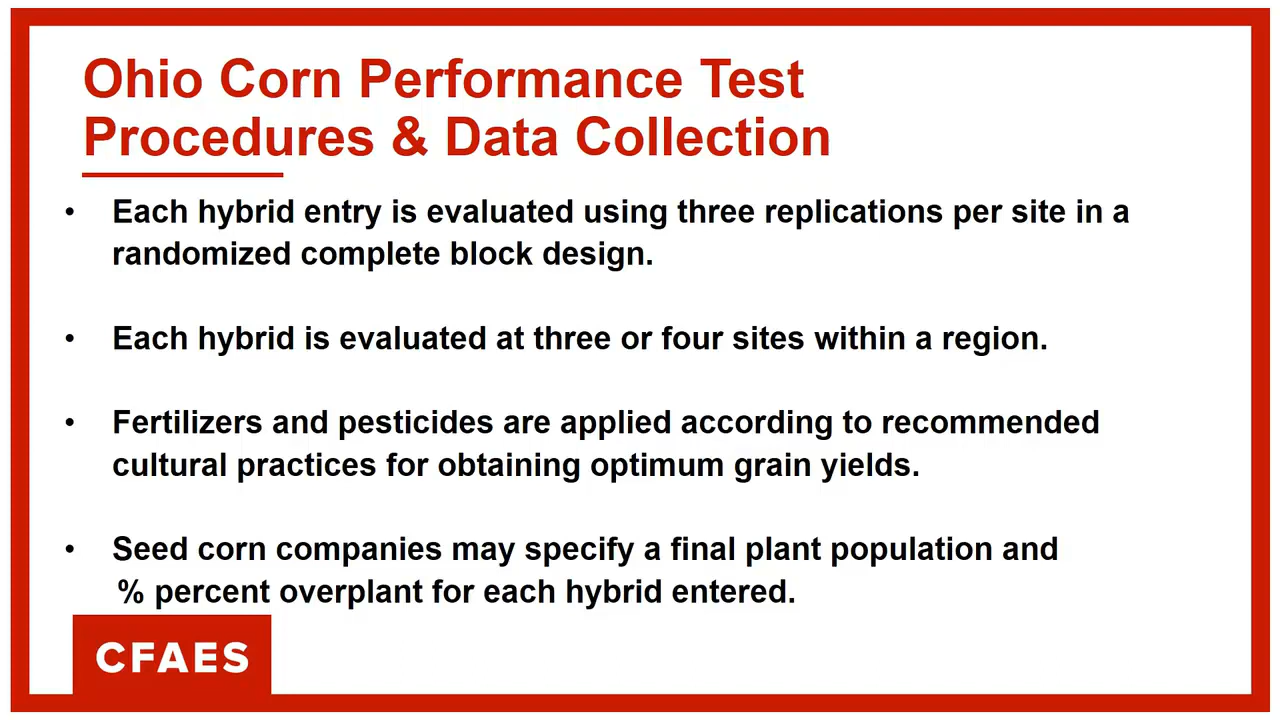 Ohio Corn Performance Test
Procedures & Data Collection
• Each hybrid entry is evaluated using three replications per site in a
randomized complete block design.
• Each hybrid is evaluated at three or four sites within a region.
• Fertilizers and pesticides are applied according to recommended
cultural practices for obtaining optimum grain yields.
• Seed corn companies may specify a final plant population and
% percent overplant for each hybrid entered.
CFAES